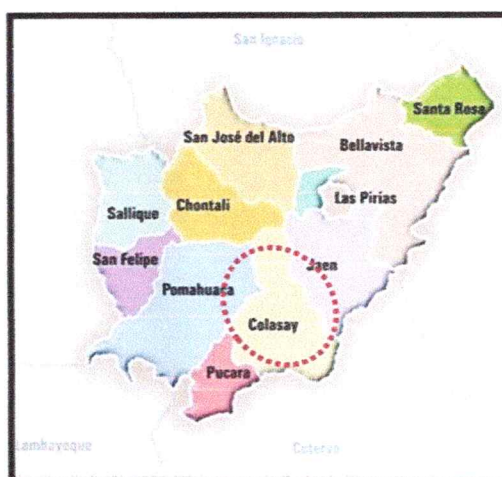 San Ignacio
Santa Rosa
San José del Alto
Bellavista
Las Pirias
Chontali
Sallique
San Felipe
Jaen
Pomahuaca
Colasay
Pucara
Lambayeque
Cutervo